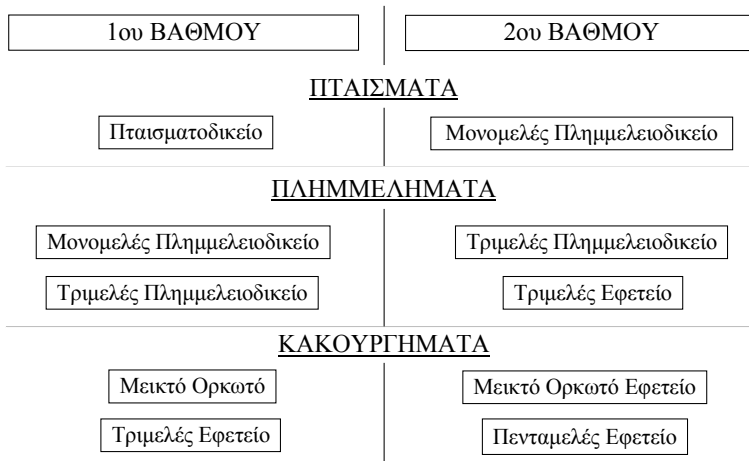 1ου ΒΑΘΜΟΥ
2ου ΒΑΘΜΟΥ
ΠΤΑΙΣΜΑΤΑ
Πταισματοδικείο
Μονομελές Πλημμελειοδικείο
ΠΛΗΜΜΕΛΗΜΑΤΑ
Μονομελές Πλημμελειοδικείο
Τριμελές Πλημμελειοδικείο
Τριμελές Πλημμελειοδικείο
Τριμελές Εφετείο
ΚΑΚΟΥΡΓΗΜΑΤΑ
Μεικτό Ορκωτό
Μεικτό Ορκωτό Εφετείο
Τριμελές Εφετείο
Πενταμελές Εφετείο